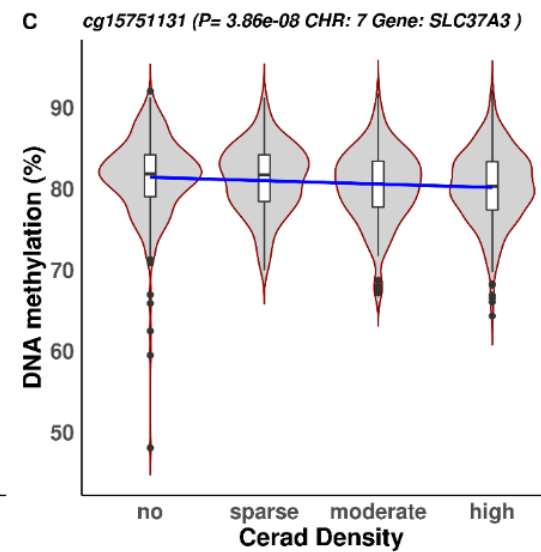 C
cg15751131 (P= 3.86e-08 CHR: 7 Gene: SLC37A3 )
DNA methylation (%)
90
80
70
60
50
no sparse moderate high
Cerad Density